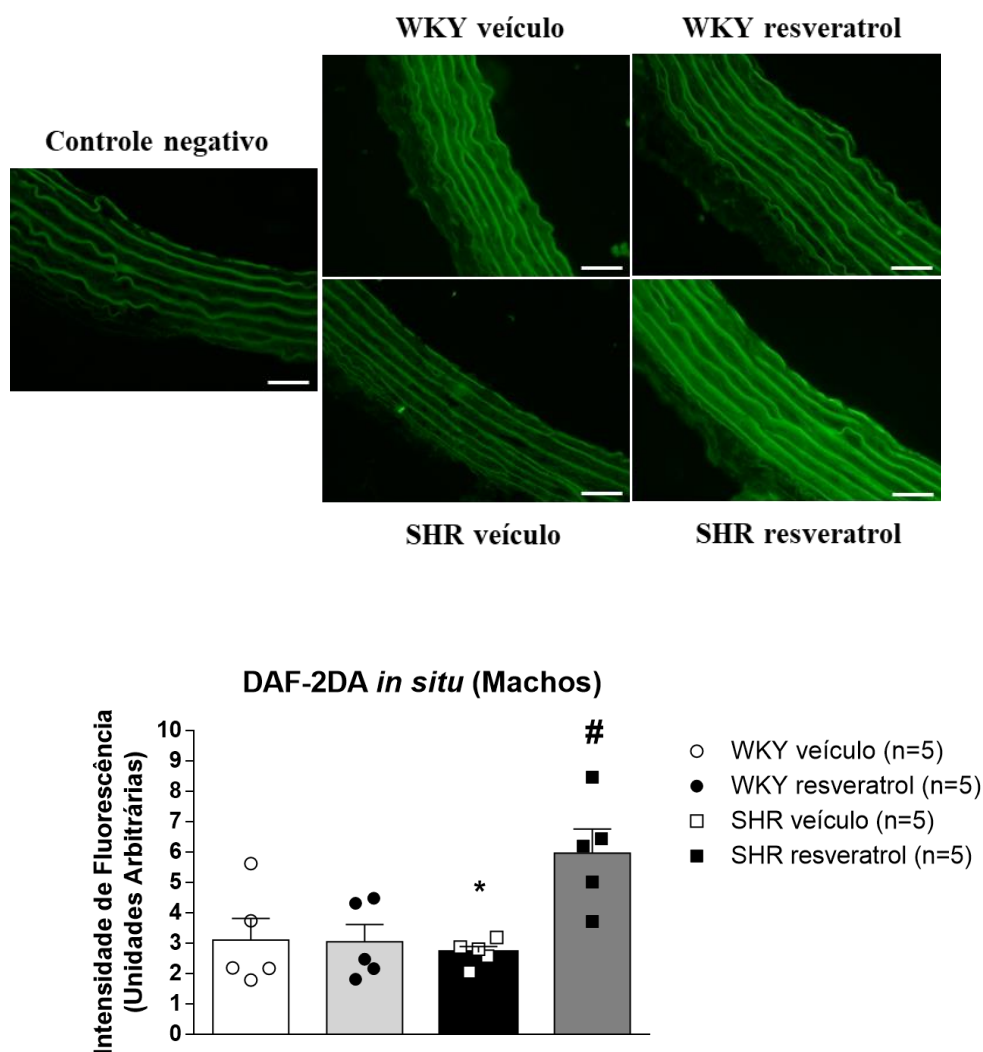 WKY veículo
WKY resveratrol
Controle negativo
SHR veículo
SHR resveratrol
DAF-2DA in situ (Machos)
Intensidade de Fluorescência
(Unidades Arbitrárias)
10
9
8
7
6
5
4
3
2
1
0
*
#
WKY veículo (n=5)
WKY resveratrol (n=5)
SHR veículo (n=5)
SHR resveratrol (n=5)